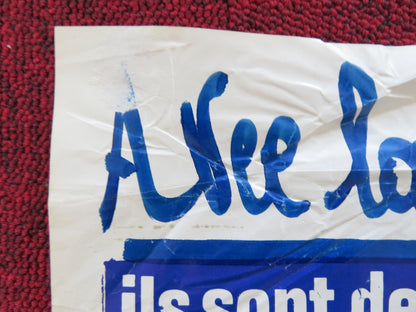 AVec la
ils sont de